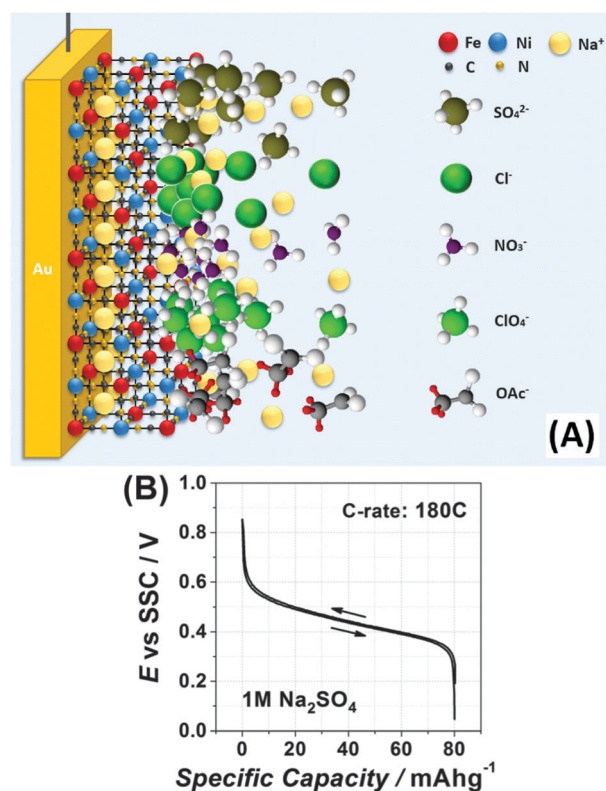 Fe Ni Na⁺
C N
SO₄²⁻
Cl⁻
NO₃⁻
ClO₄⁻
OAc⁻
Au
(A)
(B)
C-rate: 180C
E vs SSC / V
1.0
0.8
0.6
0.4
0.2
0.0
1M Na₂SO₄
0 20 40 60 80
Specific Capacity / mAhg⁻¹